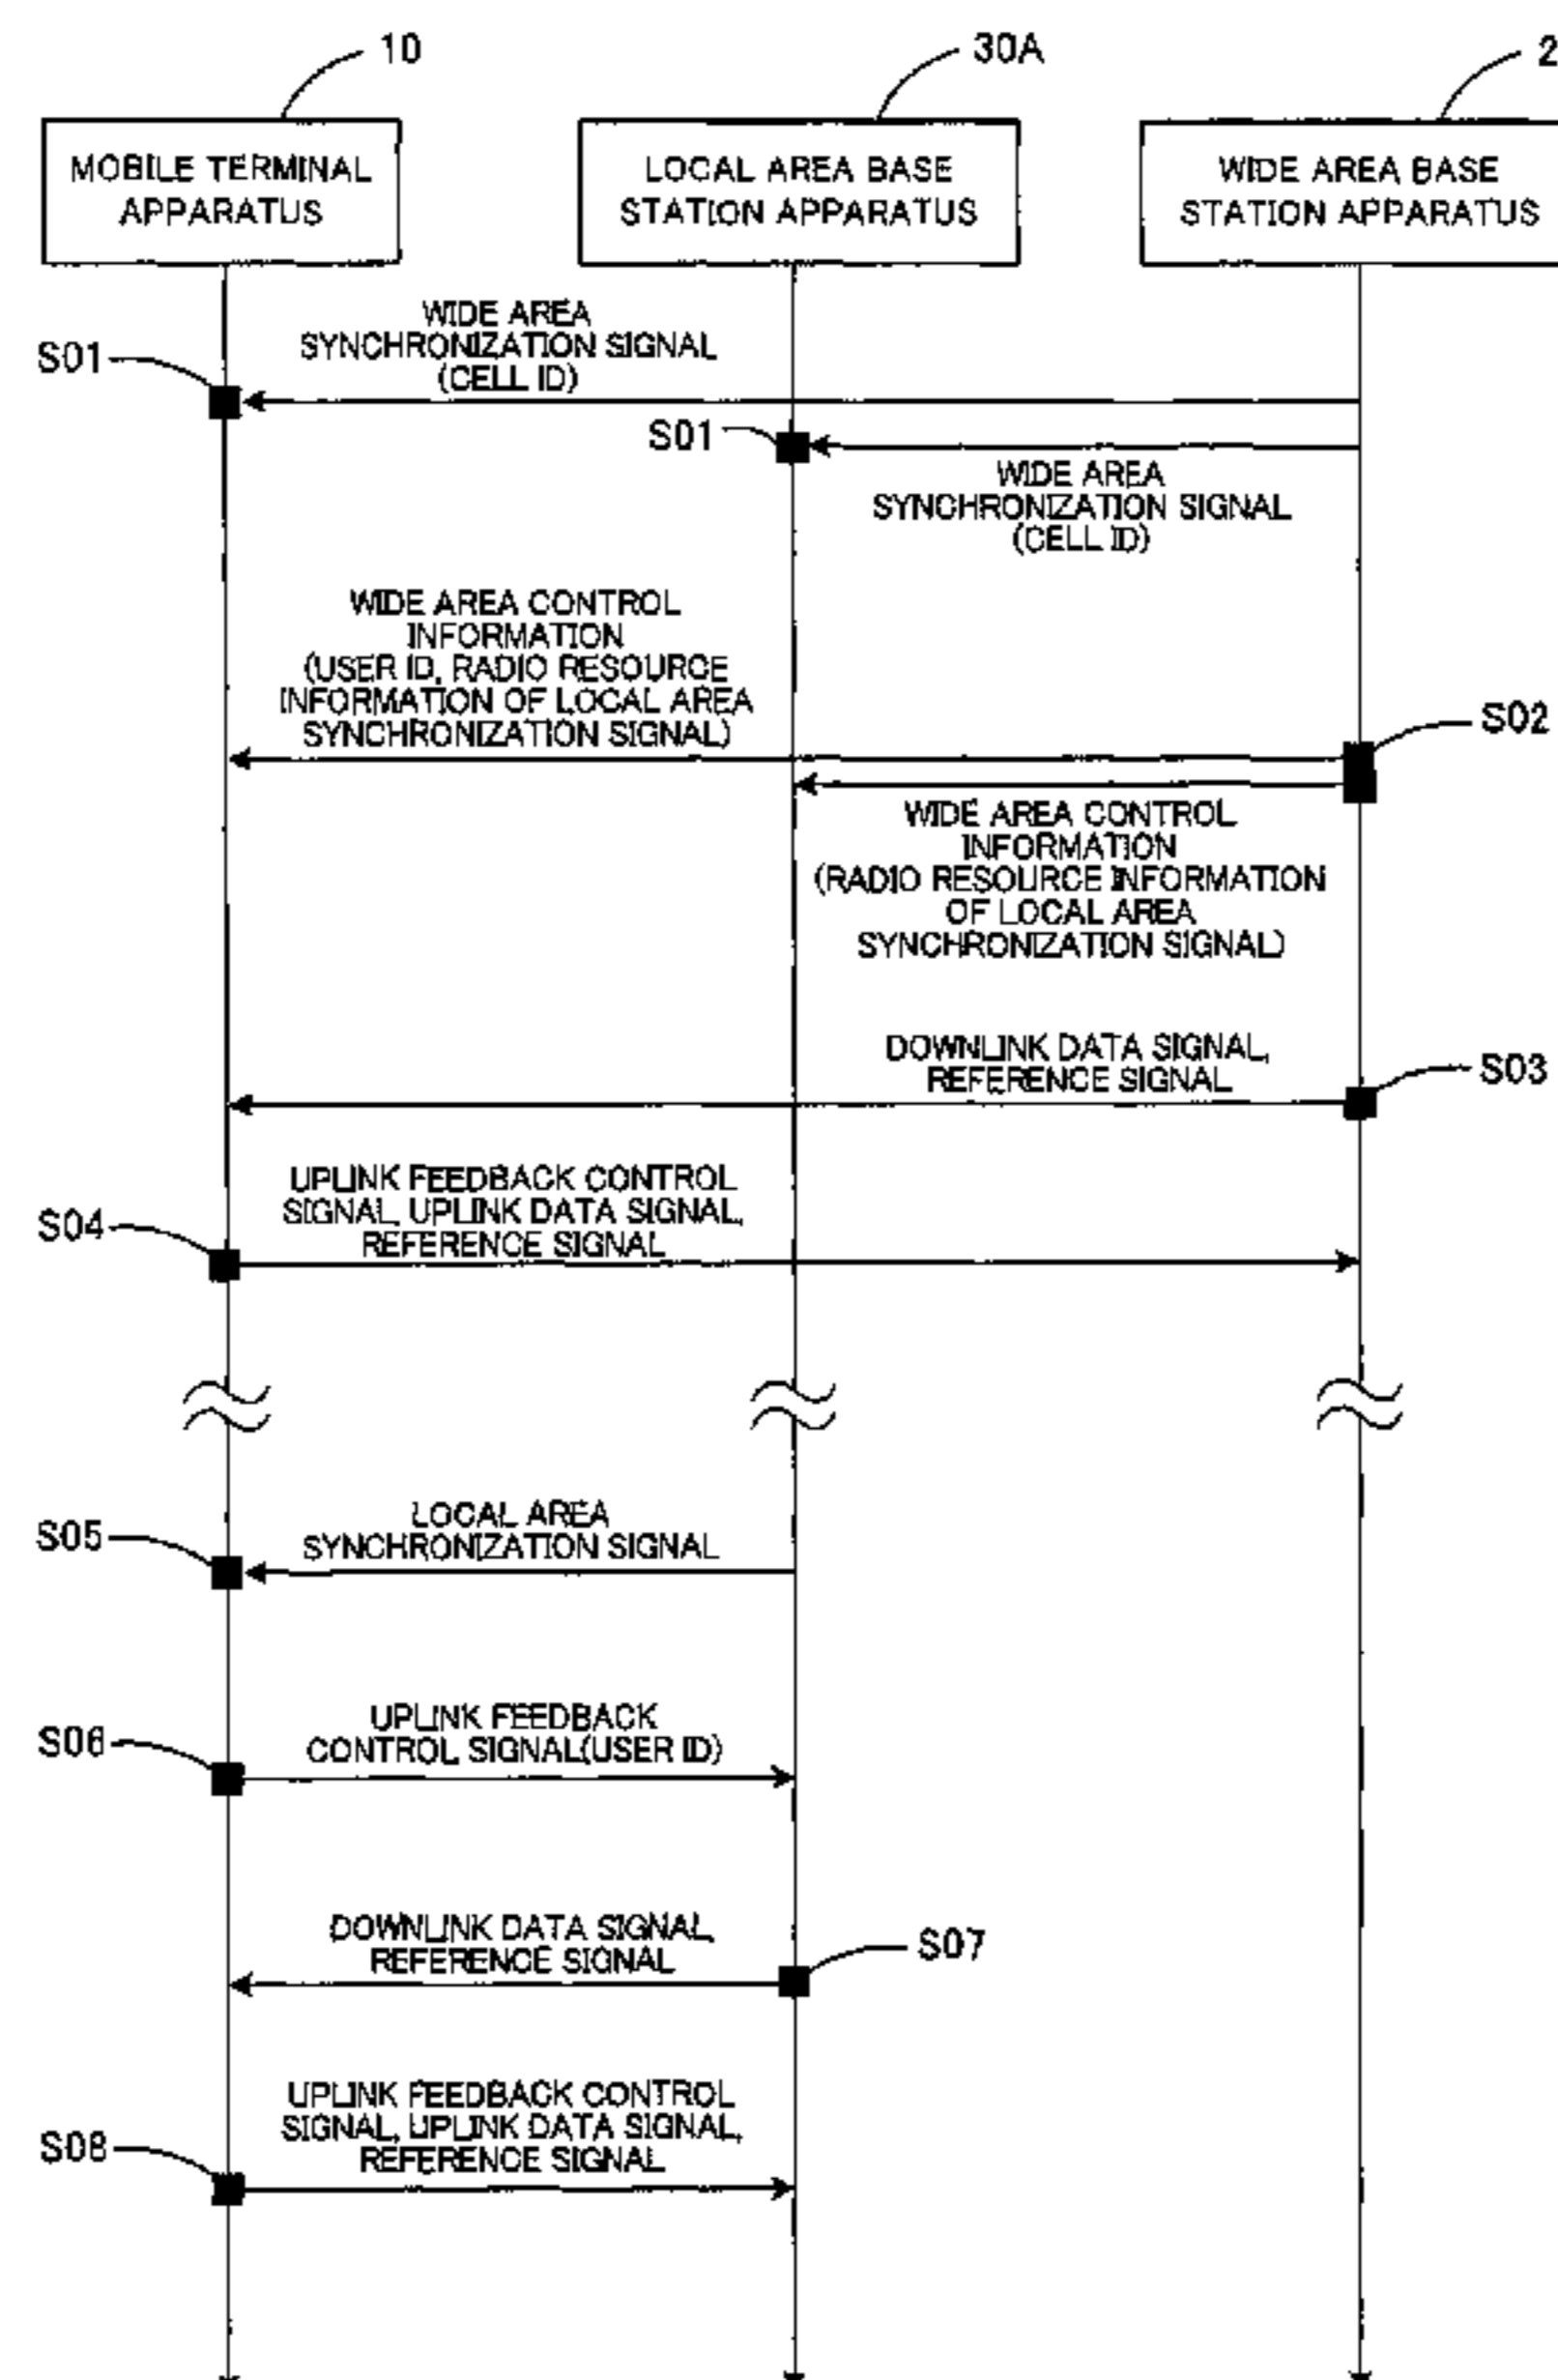 10
30A
2
MOBILE TERMINAL
APPARATUS
LOCAL AREA BASE
STATION APPARATUS
WIDE AREA BASE
STATION APPARATUS
WIDE AREA
SYNCHRONIZATION SIGNAL
(CELL ID)
S01
S01
WIDE AREA
SYNCHRONIZATION SIGNAL
(CELL ID)
WIDE AREA CONTROL
INFORMATION
(USER ID, RADIO RESOURCE
INFORMATION OF LOCAL AREA
SYNCHRONIZATION SIGNAL)
S02
WIDE AREA CONTROL
INFORMATION
(RADIO RESOURCE INFORMATION
OF LOCAL AREA
SYNCHRONIZATION SIGNAL)
DOWNLINK DATA SIGNAL,
REFERENCE SIGNAL
S03
UPLINK FEEDBACK CONTROL
SIGNAL, UPLINK DATA SIGNAL,
REFERENCE SIGNAL
S04
LOCAL AREA
SYNCHRONIZATION SIGNAL
S05
UPLINK FEEDBACK
CONTROL SIGNAL(USER ID)
S06
DOWNLINK DATA SIGNAL,
REFERENCE SIGNAL
S07
UPLINK FEEDBACK CONTROL
SIGNAL, UPLINK DATA SIGNAL,
REFERENCE SIGNAL
S08